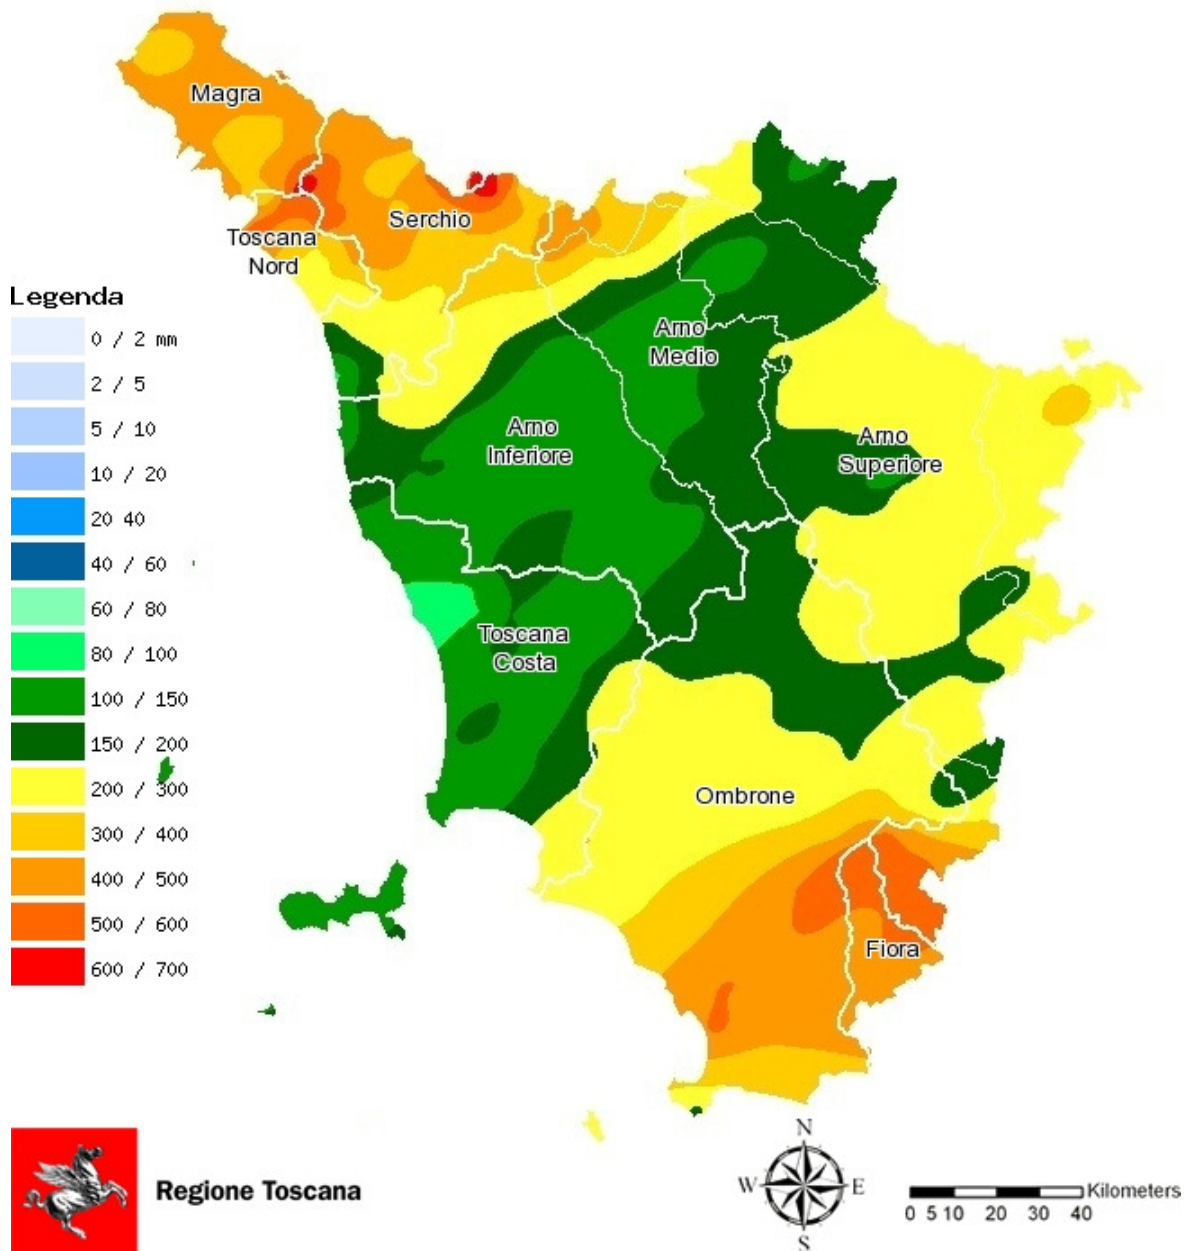 Magra
Serchio
Toscana
Nord
Legenda
0 / 2 mm
2 / 5
5 / 10
10 / 20
20 40
40 / 60
60 / 80
80 / 100
100 / 150
150 / 200
200 / 300
300 / 400
400 / 500
500 / 600
600 / 700
Arno
Medio
Arno
Inferiore
Arno
Superiore
Toscana
Costa
Ombrone
Fiora
Regione Toscana
N
W
E
S
Kilometers
0 5 10 20 30 40